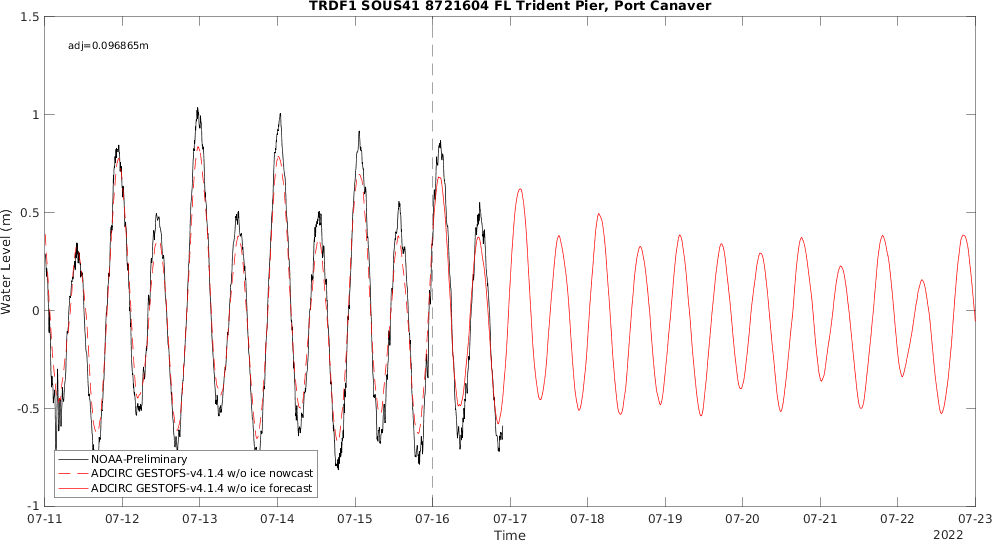 TRDF1 SOUS41 8721604 FL Trident Pier, Port Canaver
adj=0.096865m
Water Level (m)
1.5
1
0.5
0
-0.5
-1
NOAA-Preliminary
ADCIRC GESTOFS-v4.1.4 w/o ice nowcast
ADCIRC GESTOFS-v4.1.4 w/o ice forecast
07-11 07-12 07-13 07-14 07-15 07-16 07-17 07-18 07-19 07-20 07-21 07-22 07-23
Time
2022